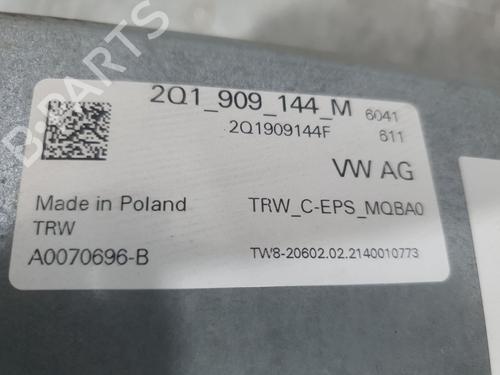 2Q1_909_144_M 6041
2Q1909144F 611
VW AG
Made in Poland TRW_C-EPS_MQBA0
TRW
A0070696-B TW8-20602.02.2140010773
B-PARTS